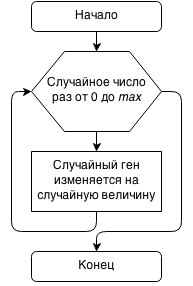 Начало
Случайное число
раз от 0 до max
Случайный ген
изменяется на
случайную величину
Конец